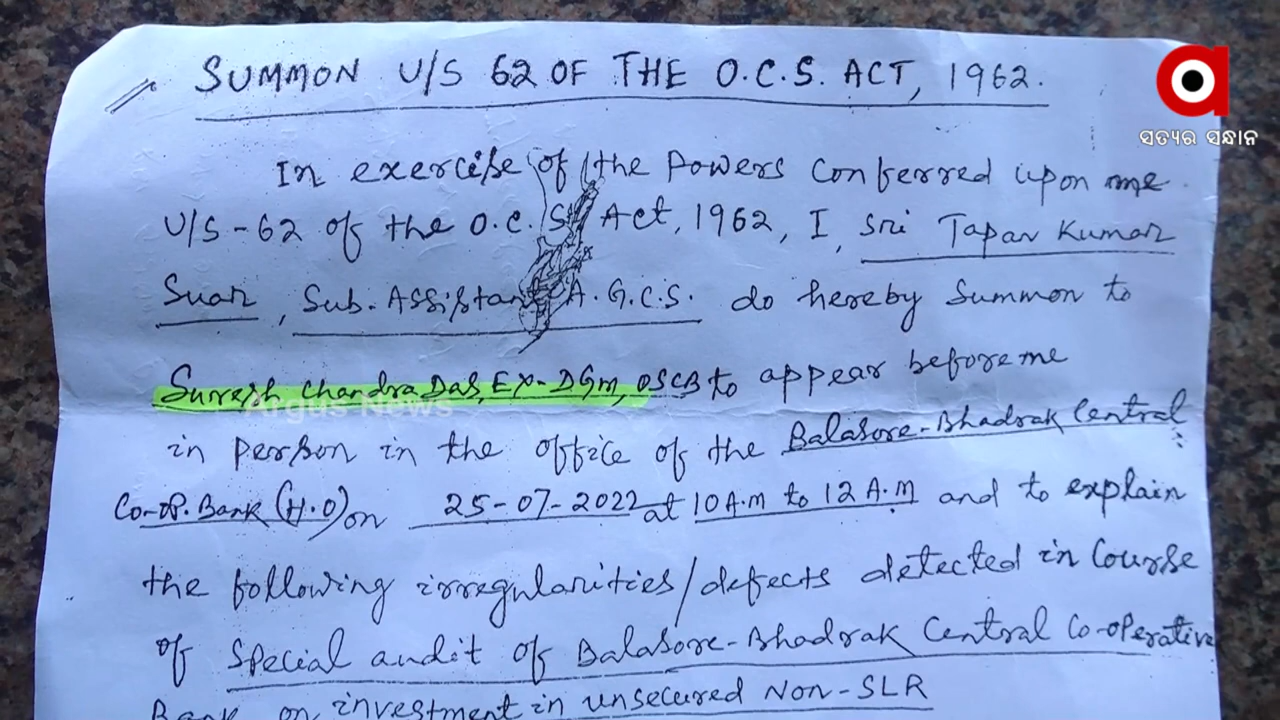 SUMMON U/S 62 OF THE O.C.S. ACT, 1962.
ସତ୍ୟର ସନ୍ଧାନ
In exercise of the Powers Conferred upon me
U/S-62 of the O.C.S. Act, 1962, I, Sri Tapan Kumar
Suar, Sub. Assistant A.G.C.S. do hereby Summon to
Suresh Chandra Das, Ex-DGm, OSCB to appear before me
Argus News
in person in the office of the Balasore-Bhadrak Central
Co-op. Bank (H.O) on 25-07-2022 at 10 A.M to 12 A.M and to explain
the following irregularities/defects detected in Course
of Special audit of Balasore-Bhadrak Central Co-operative
Bank on investment in unsecured Non-SLR